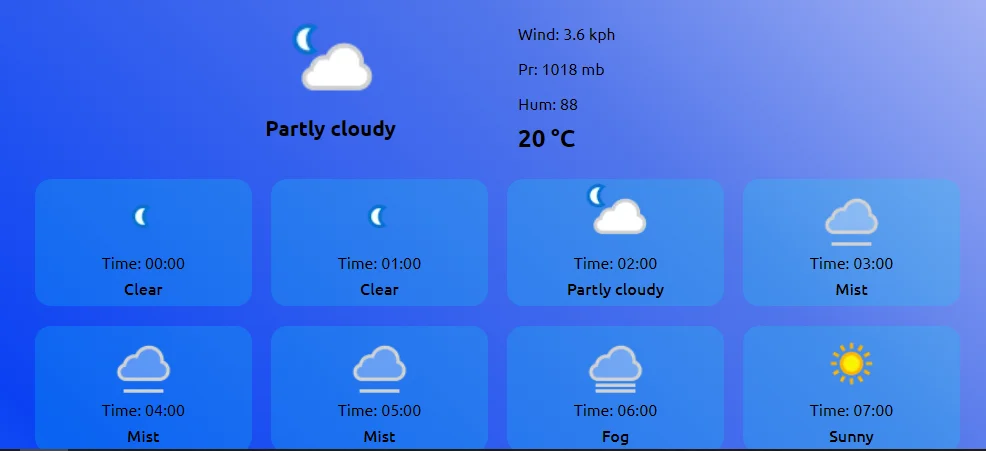 Wind: 3.6 kph
Pr: 1018 mb
Hum: 88
Partly cloudy
20 °C
Time: 00:00
Clear
Time: 01:00
Clear
Time: 02:00
Partly cloudy
Time: 03:00
Mist
Time: 04:00
Mist
Time: 05:00
Mist
Time: 06:00
Fog
Time: 07:00
Sunny